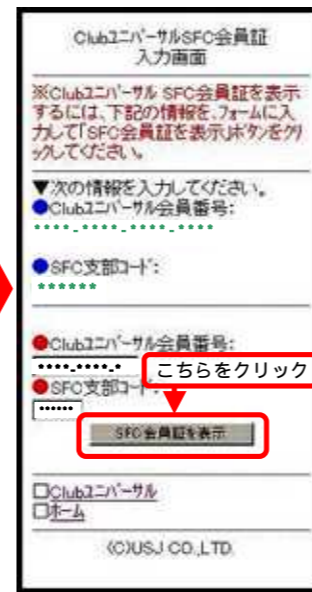 ClubﾕﾆﾊﾞｰｻﾙSFC会員証
入力画面
※Clubﾕﾆﾊﾞｰｻﾙ SFC会員証を表示
するには、下記の情報を、フォームに入
力して「SFC会員証を表示」ﾎﾞﾀﾝをｸﾘ
ｯｸしてください。
▼次の情報を入力してください。
●Clubﾕﾆﾊﾞｰｻﾙ会員番号:
****-****-****-****
●SFC支部ｺｰﾄﾞ:
******
●Clubﾕﾆﾊﾞｰｻﾙ会員番号:
****-****-*
こちらをクリック
●SFC支部ｺｰﾄﾞ:
******
SFC会員証を表示
□Clubﾕﾆﾊﾞｰｻﾙ
□ﾎｰﾑ
(C)USJ CO.,LTD.